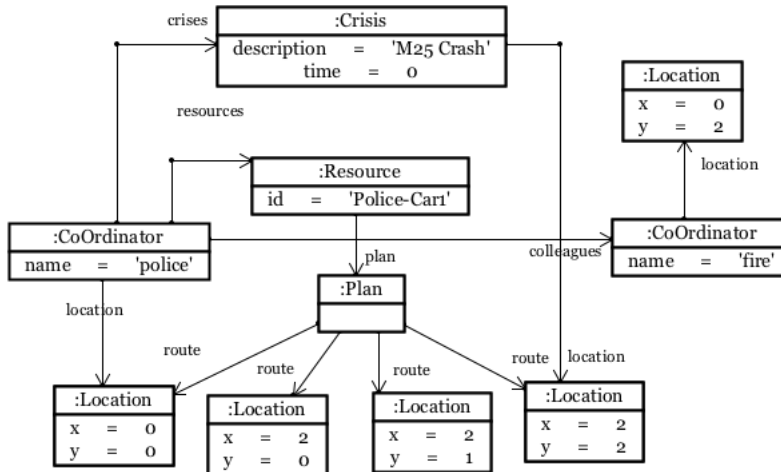 crises
:Crisis
description = 'M25 Crash'
time = 0
:Location
x = 0
y = 2
resources
:Resource
id = 'Police-Car1'
location
:CoOrdinator
name = 'police'
colleagues
:CoOrdinator
name = 'fire'
plan
:Plan
location
route
route
route
route
location
:Location
x = 0
y = 0
:Location
x = 2
y = 0
:Location
x = 2
y = 1
:Location
x = 2
y = 2